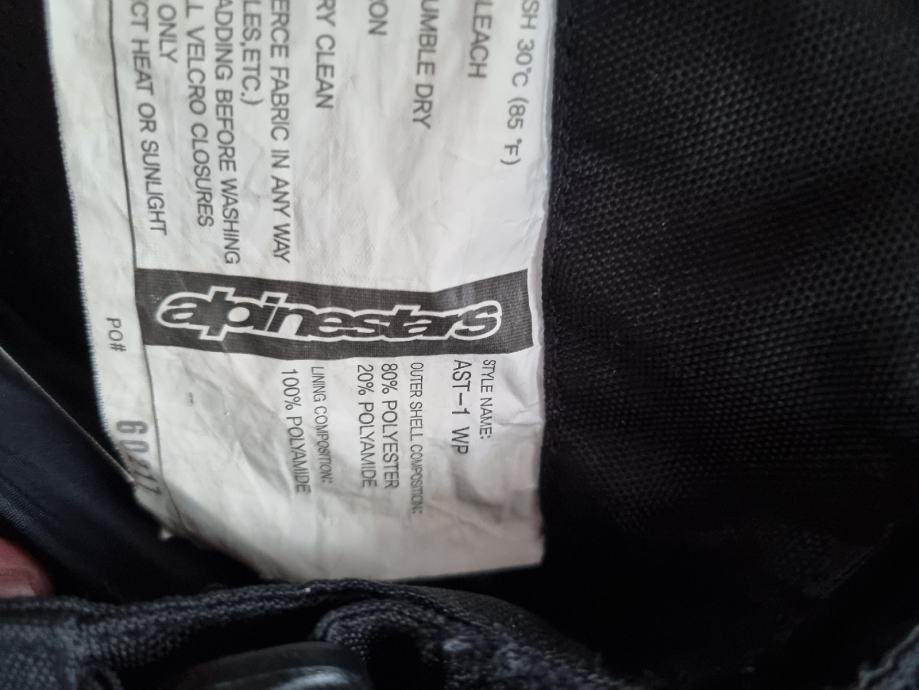 SH 30°C (85 °F)
LEACH
UMBLE DRY
ON
RY CLEAN
ERCE FABRIC IN ANY WAY
LES,ETC.)
ADDING BEFORE WASHING
L VELCRO CLOSURES
ONLY
CT HEAT OR SUNLIGHT
alpinestars
STYLE NAME:
AST-1 WP
OUTER SHELL COMPOSITION:
80% POLYESTER
20% POLYAMIDE
LINING COMPOSITION:
100% POLYAMIDE
PO#